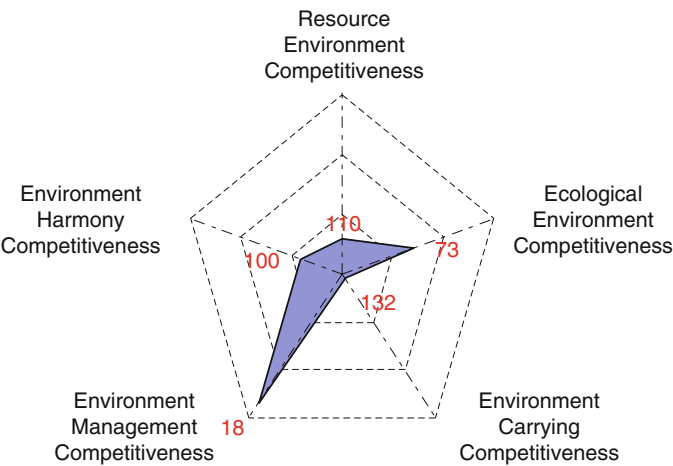 Resource
Environment
Competitiveness
Environment
Harmony
Competitiveness
Ecological
Environment
Competitiveness
110
73
100
132
Environment
Management
Competitiveness
18
Environment
Carrying
Competitiveness